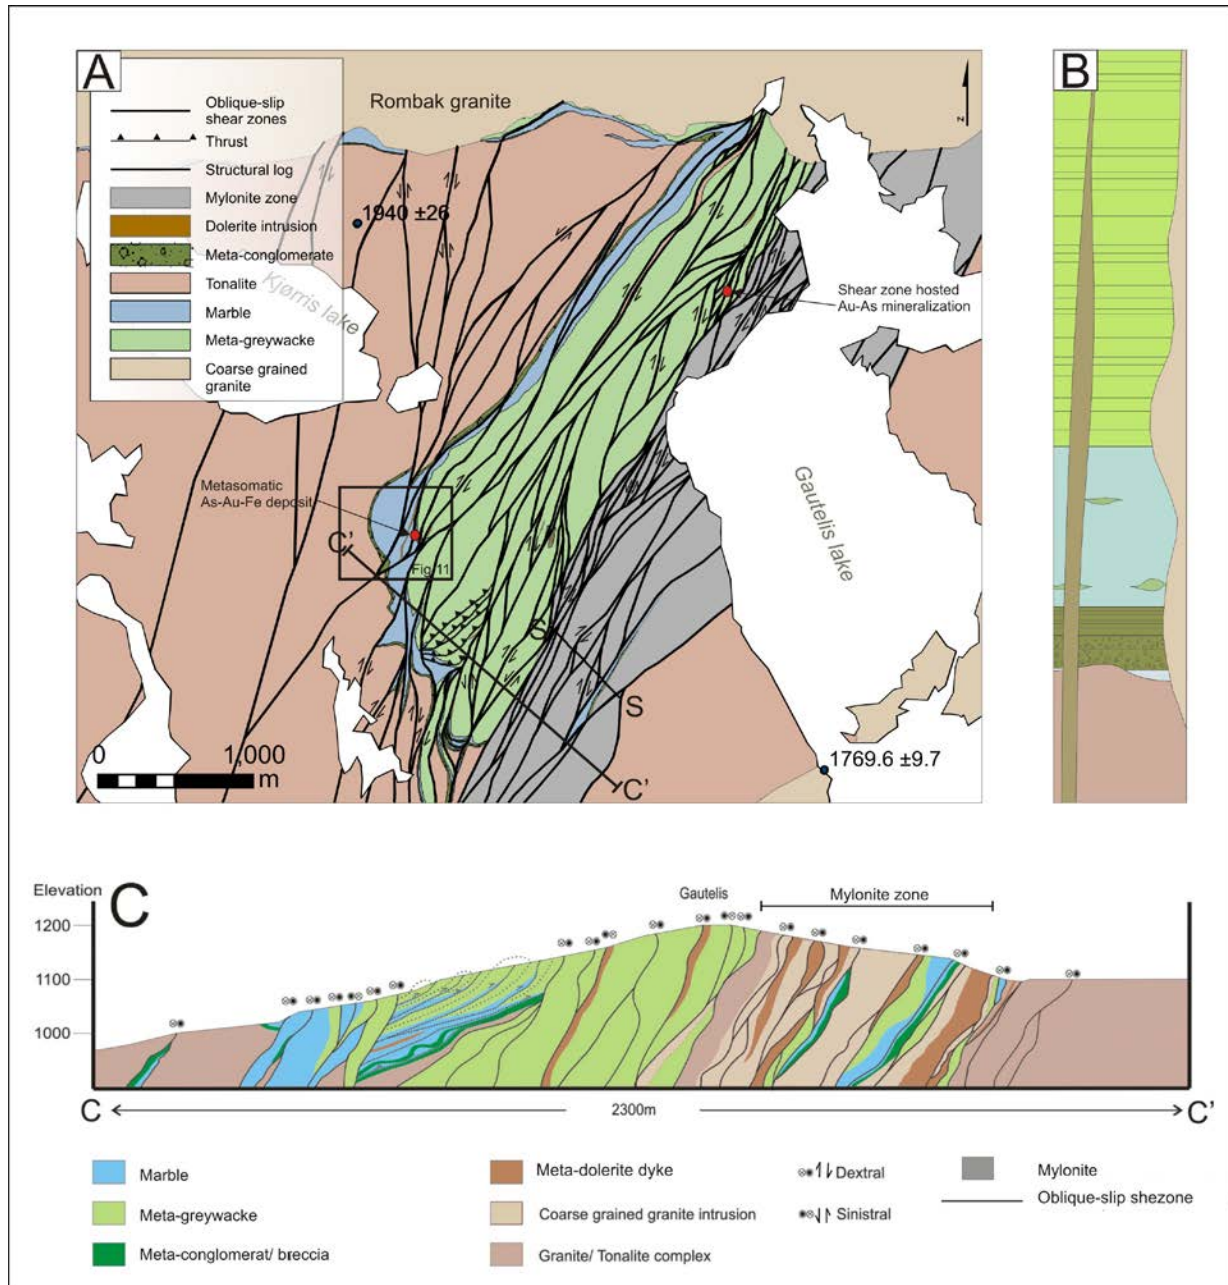 A
B
Rombak granite
z
Oblique-slip
shear zones
Thrust
Structural log
Mylonite zone
Dolerite intrusion
Meta-conglomerate
Tonalite
Marble
Meta-greywacke
Coarse grained
granite
1940 ±26
Kjørris lake
Shear zone hosted
Au-As mineralization
Metasomatic
As-Au-Fe deposit
C'
Fig 11
Gautelis lake
S'
S
0 1,000
m
1769.6 ±9.7
C'
Elevation
C
Gautelis
Mylonite zone
1200
1100
1000
C
2300m
C'
Marble
Meta-greywacke
Meta-conglomerat/ breccia
Meta-dolerite dyke
Coarse grained granite intrusion
Granite/ Tonalite complex
Dextral
Sinistral
Mylonite
Oblique-slip shezone